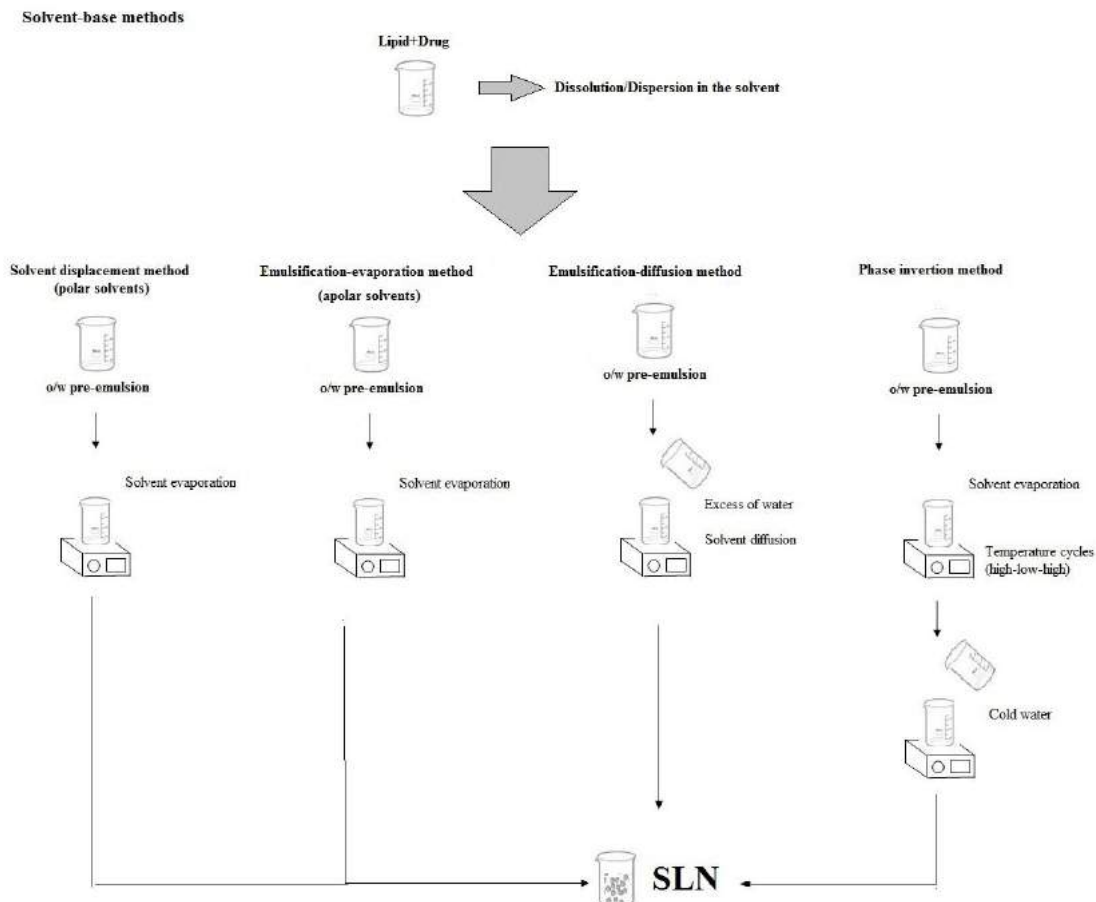 Solvent-base methods
Lipid+Drug
Dissolution/Dispersion in the solvent
Solvent displacement method
(polar solvents)
o/w pre-emulsion
Solvent evaporation
Emulsification-evaporation method
(apolar solvents)
o/w pre-emulsion
Solvent evaporation
Emulsification-diffusion method
o/w pre-emulsion
Excess of water
Solvent diffusion
Phase invertion method
o/w pre-emulsion
Solvent evaporation
Temperature cycles
(high-low-high)
Cold water
SLN